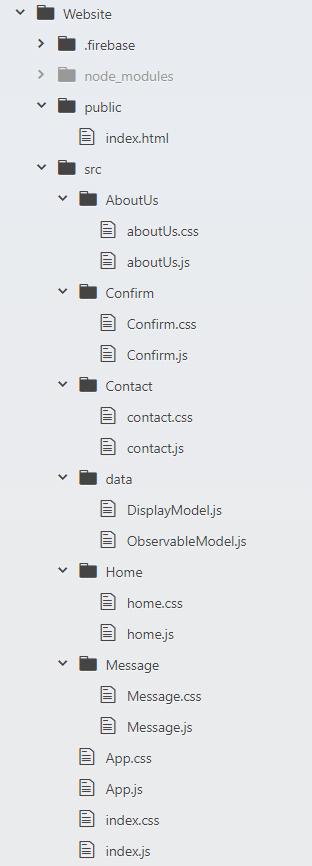 Website
.firebase
node_modules
public
index.html
src
AboutUs
aboutUs.css
aboutUs.js
Confirm
Confirm.css
Confirm.js
Contact
contact.css
contact.js
data
DisplayModel.js
ObservableModel.js
Home
home.css
home.js
Message
Message.css
Message.js
App.css
App.js
index.css
index.js